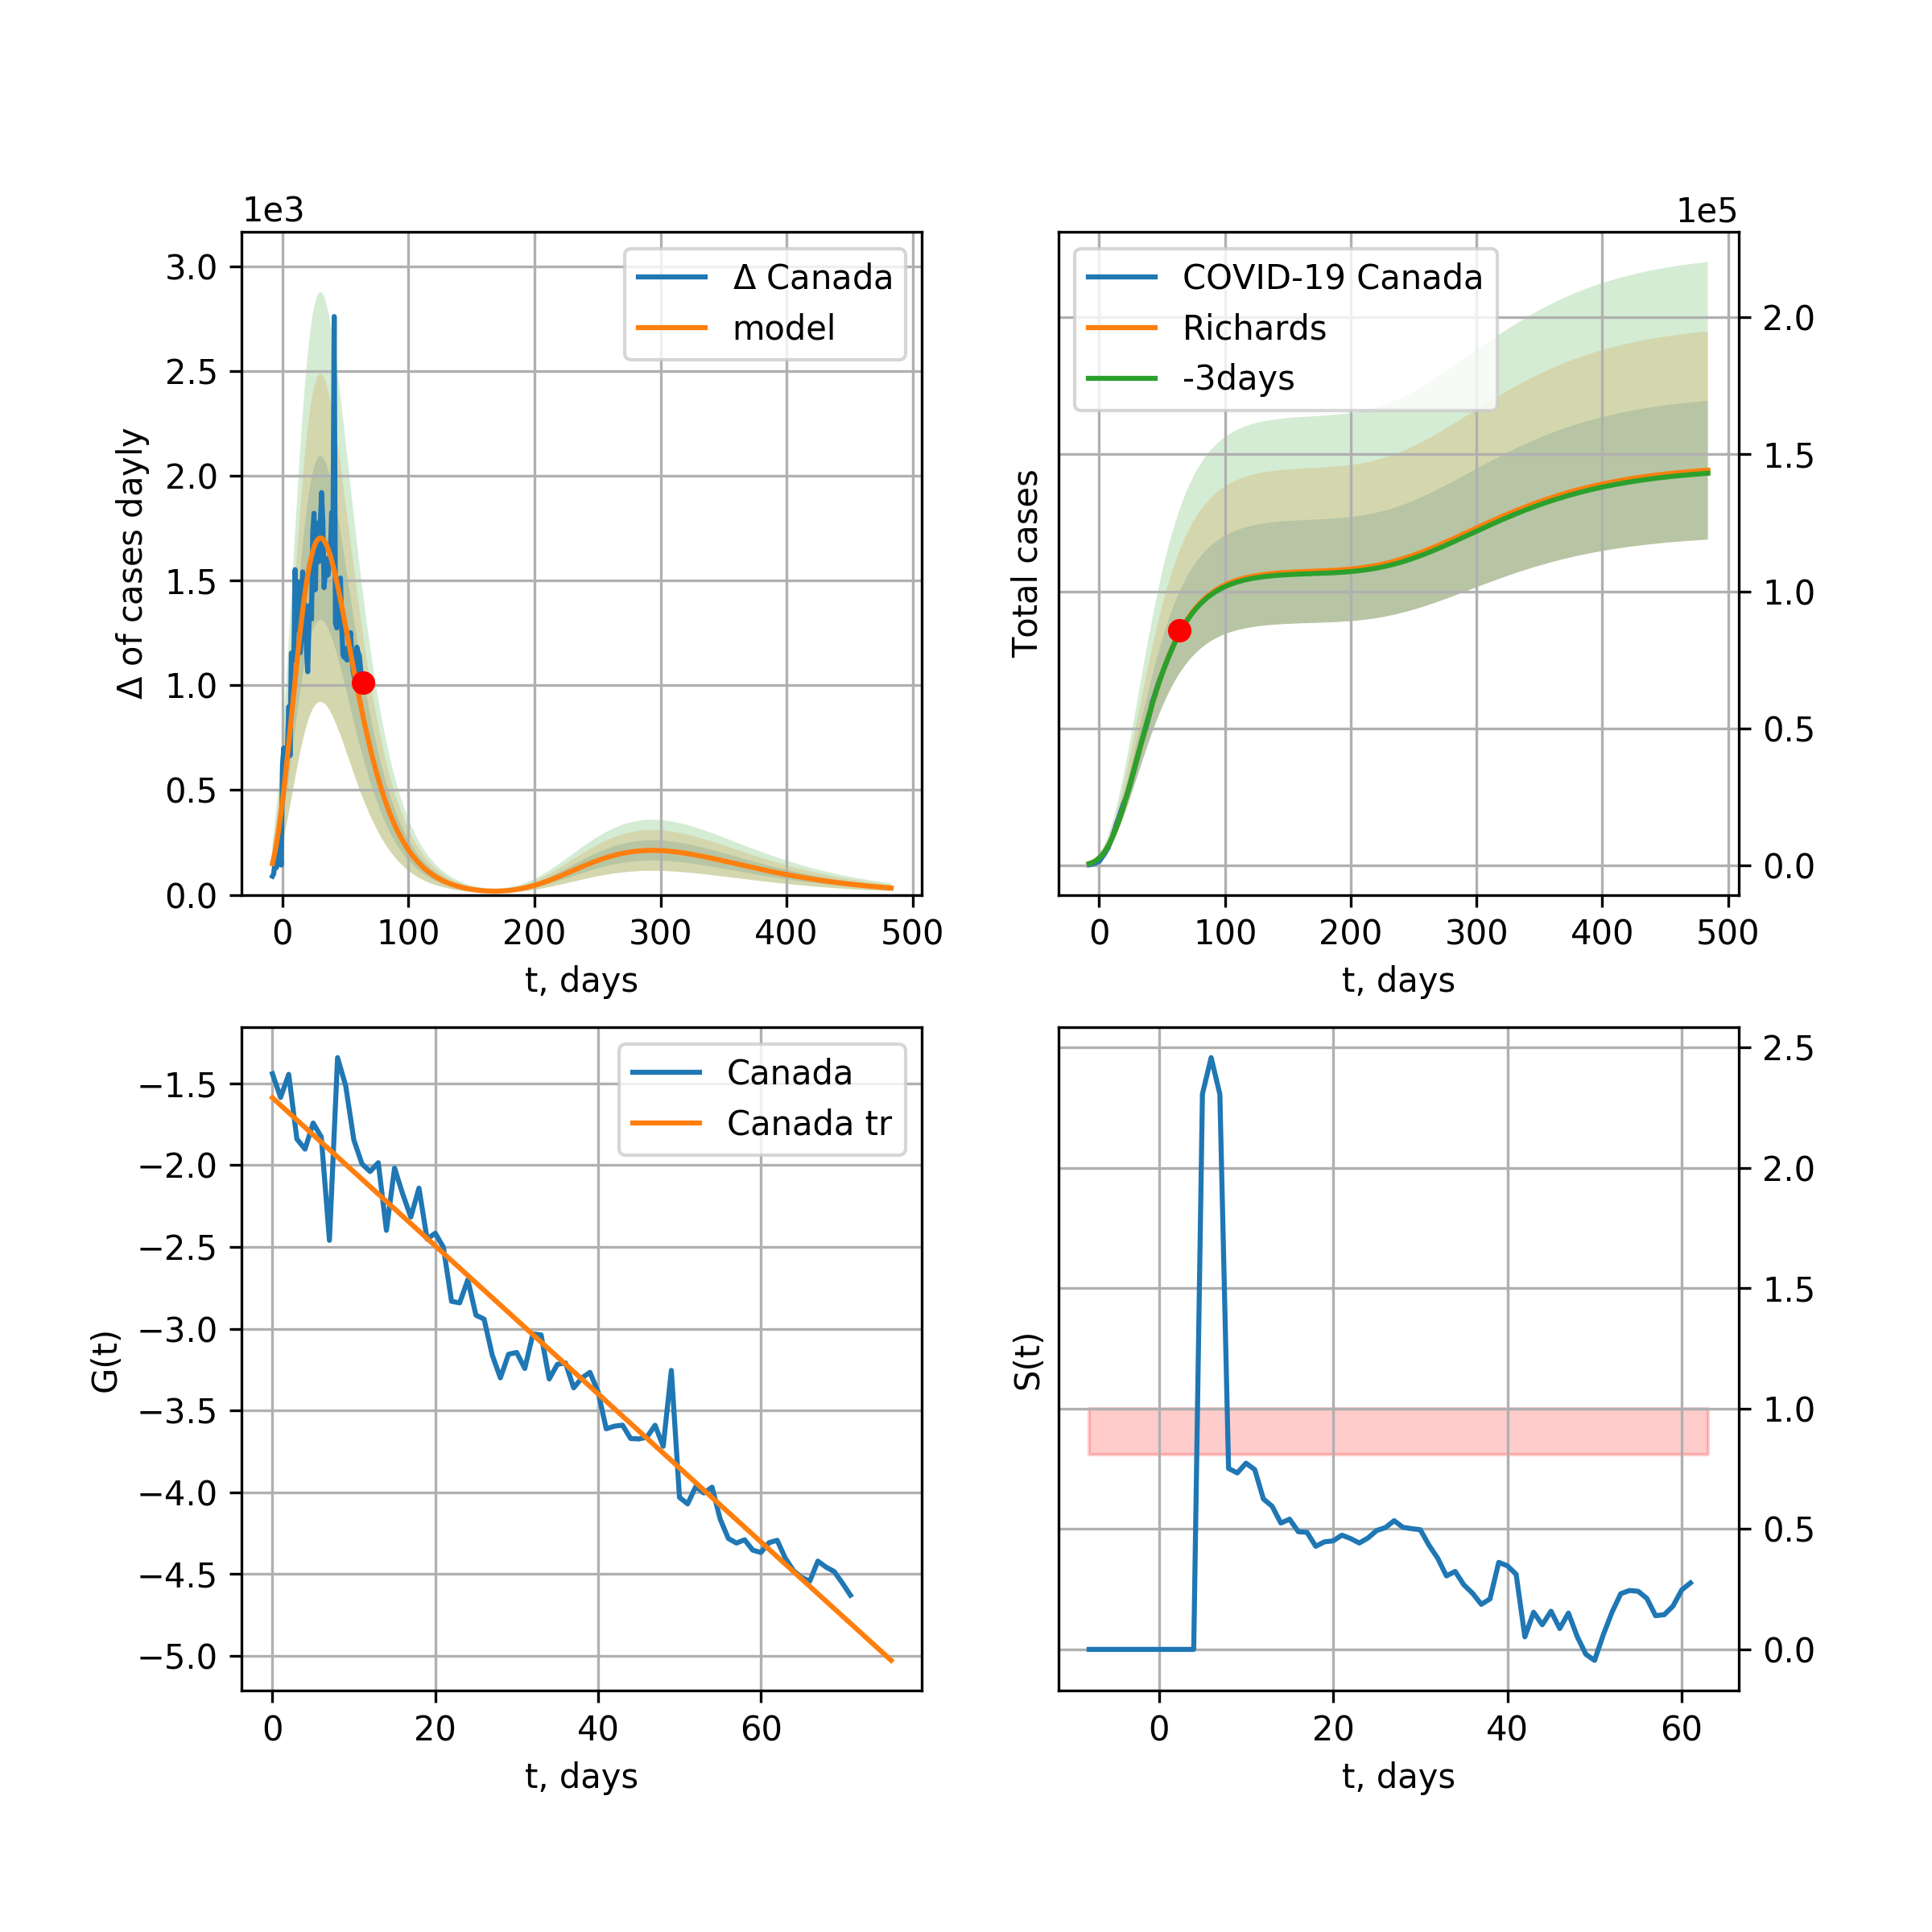 1e3
3.0
2.5
2.0
1.5
1.0
0.5
0.0
Δ of cases dayly
Δ Canada
model
0 100 200 300 400 500
t, days
1e5
COVID-19 Canada
Richards
-3days
Total cases
2.0
1.5
1.0
0.5
0.0
0 100 200 300 400 500
t, days
−1.5
−2.0
−2.5
−3.0
−3.5
−4.0
−4.5
−5.0
G(t)
Canada
Canada tr
0 20 40 60
t, days
S(t)
2.5
2.0
1.5
1.0
0.5
0.0
0 20 40 60
t, days